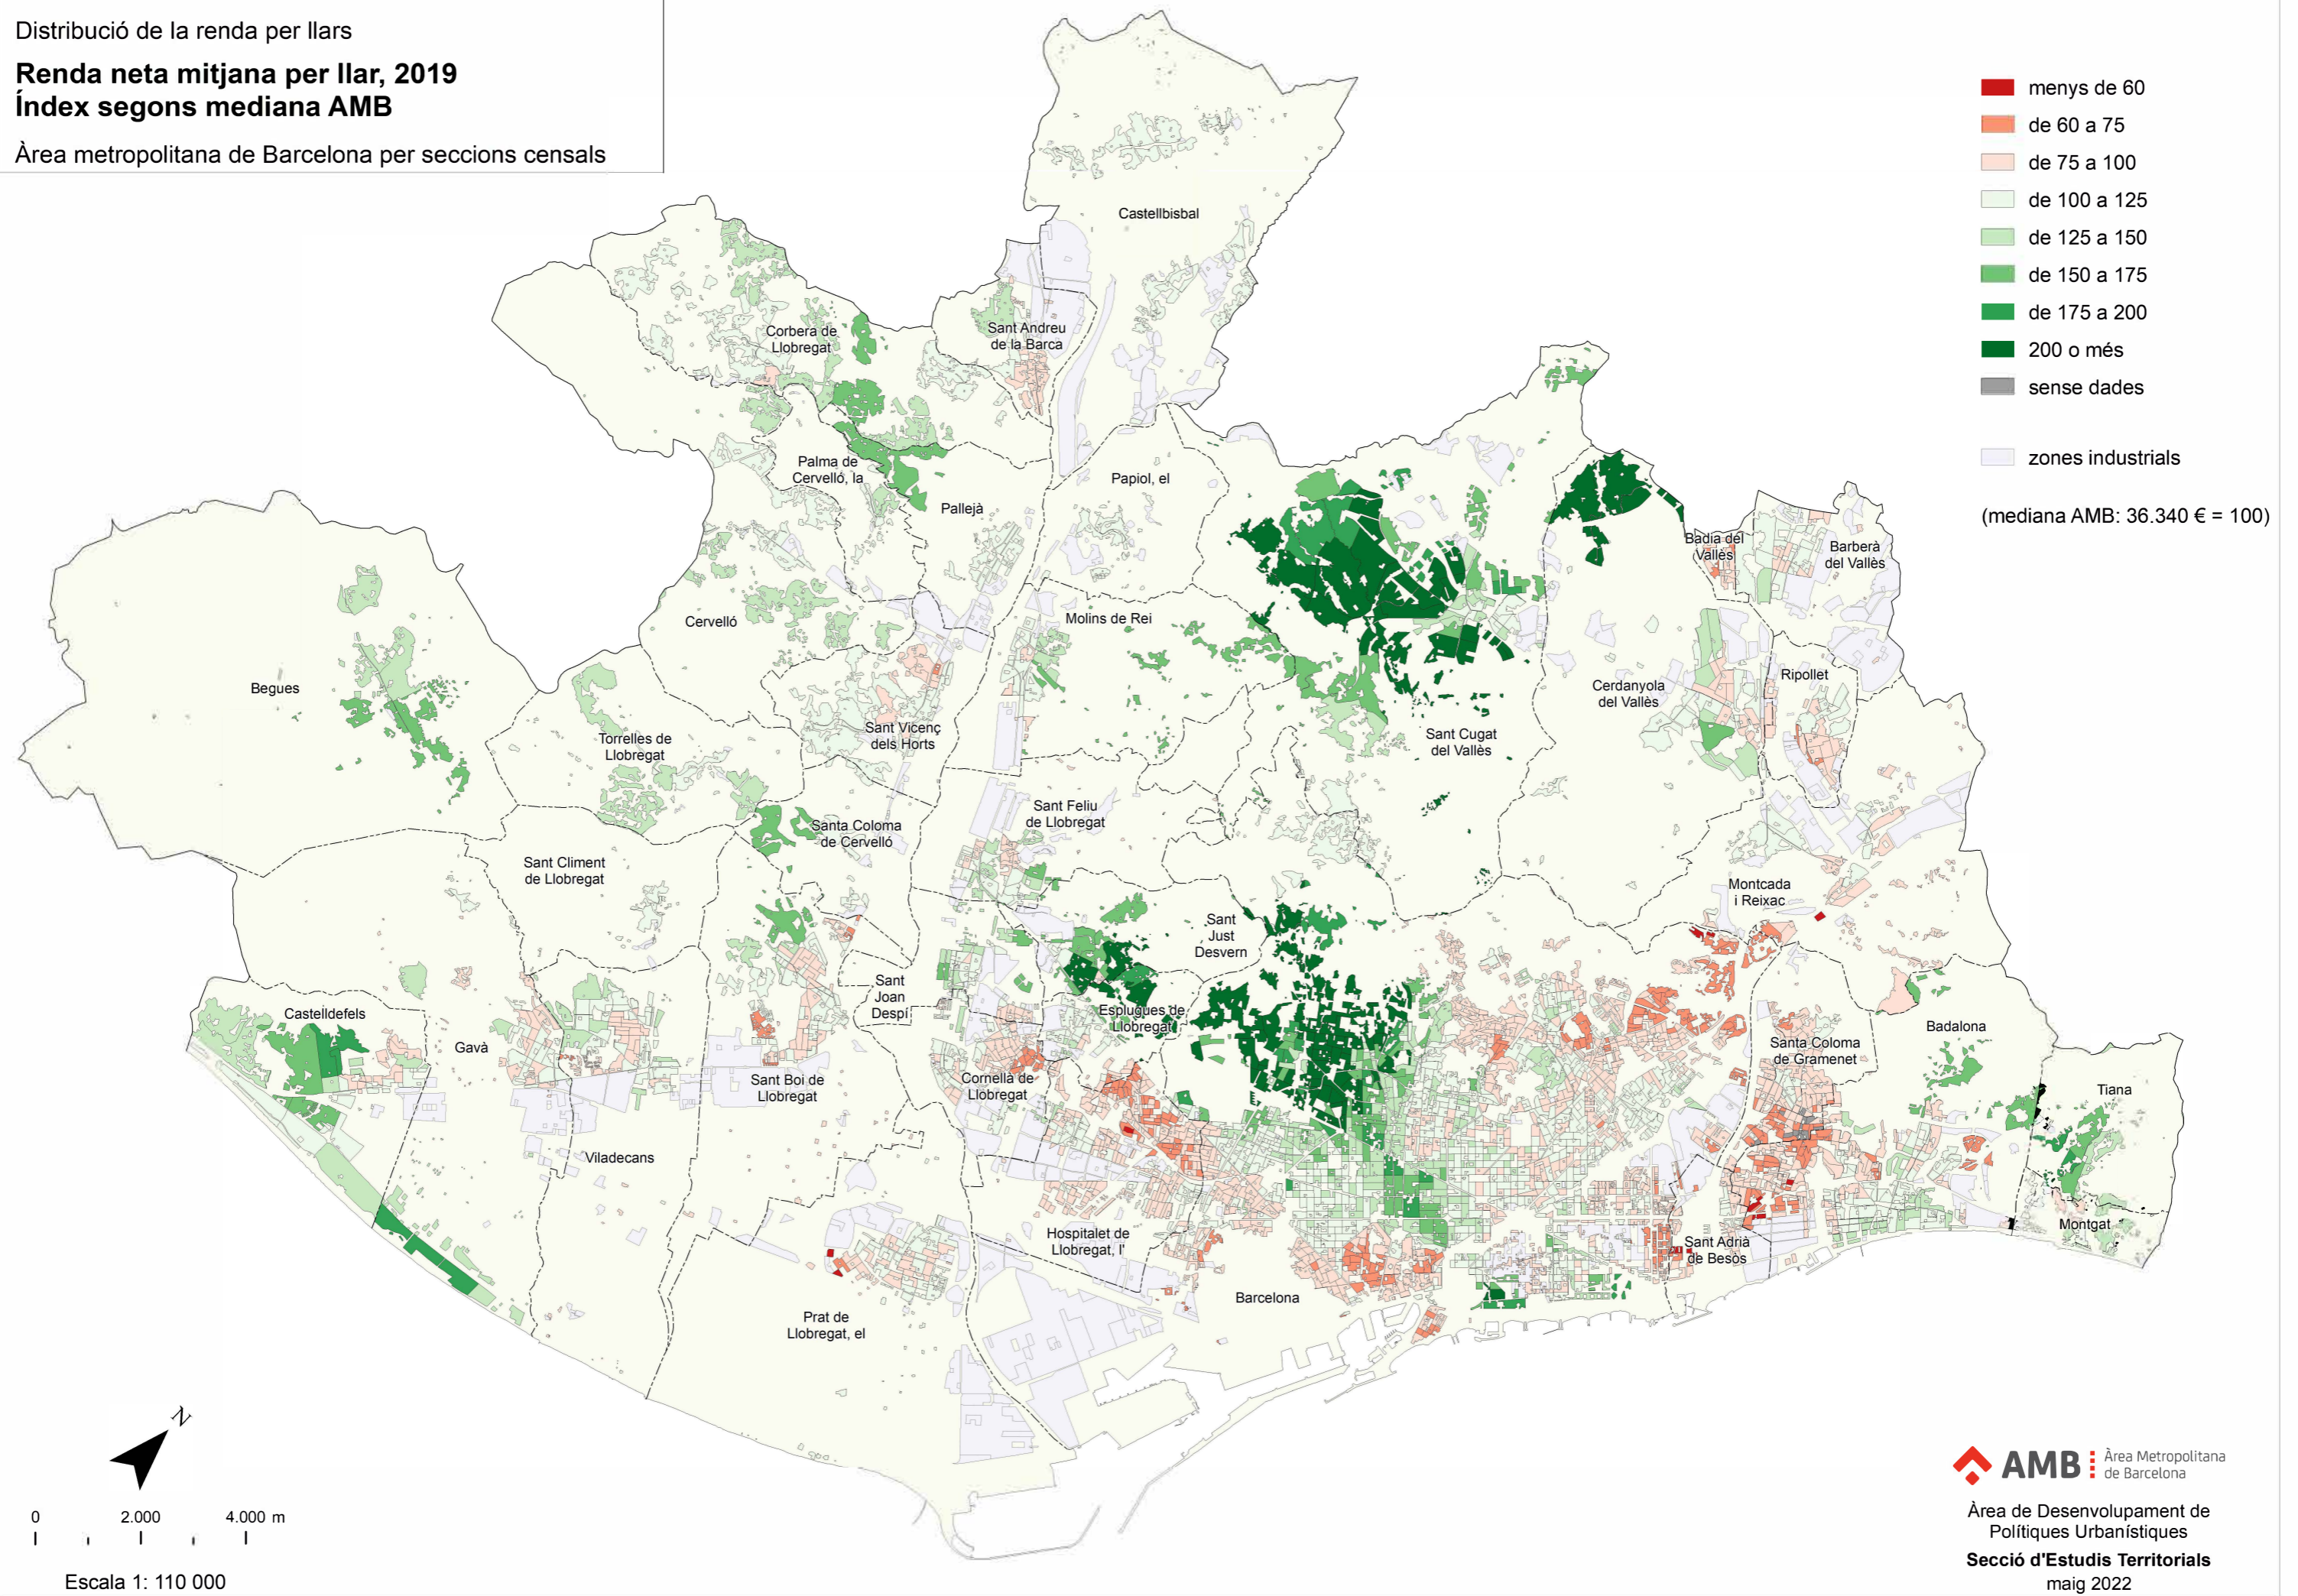 Distribució de la renda per llars
Renda neta mitjana per llar, 2019
Índex segons mediana AMB
Àrea metropolitana de Barcelona per seccions censals
menys de 60
de 60 a 75
de 75 a 100
de 100 a 125
de 125 a 150
de 150 a 175
de 175 a 200
200 o més
sense dades
zones industrials
(mediana AMB: 36.340 € = 100)
Castellbisbal
Corbera de
Llobregat
Sant Andreu
de la Barca
Palma de
Cervelló, la
Pallejà
Papiol, el
Badia del
Vallès
Barberà
del Vallès
Cervelló
Molins de Rei
Begues
Torrelles de
Llobregat
Sant Vicenç
dels Horts
Sant Cugat
del Vallès
Cerdanyola
del Vallès
Ripollet
Santa Coloma
de Cervelló
Sant Feliu
de Llobregat
Sant Climent
de Llobregat
Montcada
i Reixac
Sant
Just
Desvern
Sant
Joan
Despí
Castelldefels
Gavà
Esplugues de
Llobregat
Badalona
Santa Coloma
de Gramenet
Sant Boi de
Llobregat
Cornellà de
Llobregat
Tiana
Viladecans
Hospitalet de
Llobregat, l'
Sant Adrià
de Besòs
Montgat
Barcelona
Prat de
Llobregat, el
N
0 2.000 4.000 m
Escala 1: 110 000
AMB Àrea Metropolitana
de Barcelona
Àrea de Desenvolupament de
Polítiques Urbanístiques
Secció d'Estudis Territorials
maig 2022